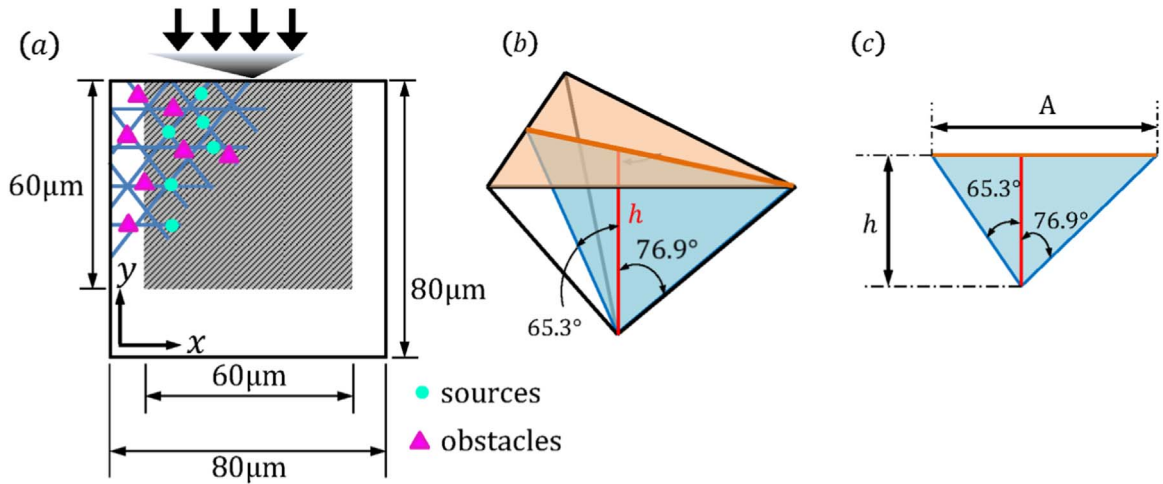 (a)
60μm
y
x
80μm
60μm
80μm
sources
obstacles
(b)
h
76.9°
65.3°
(c)
A
h
65.3°
76.9°